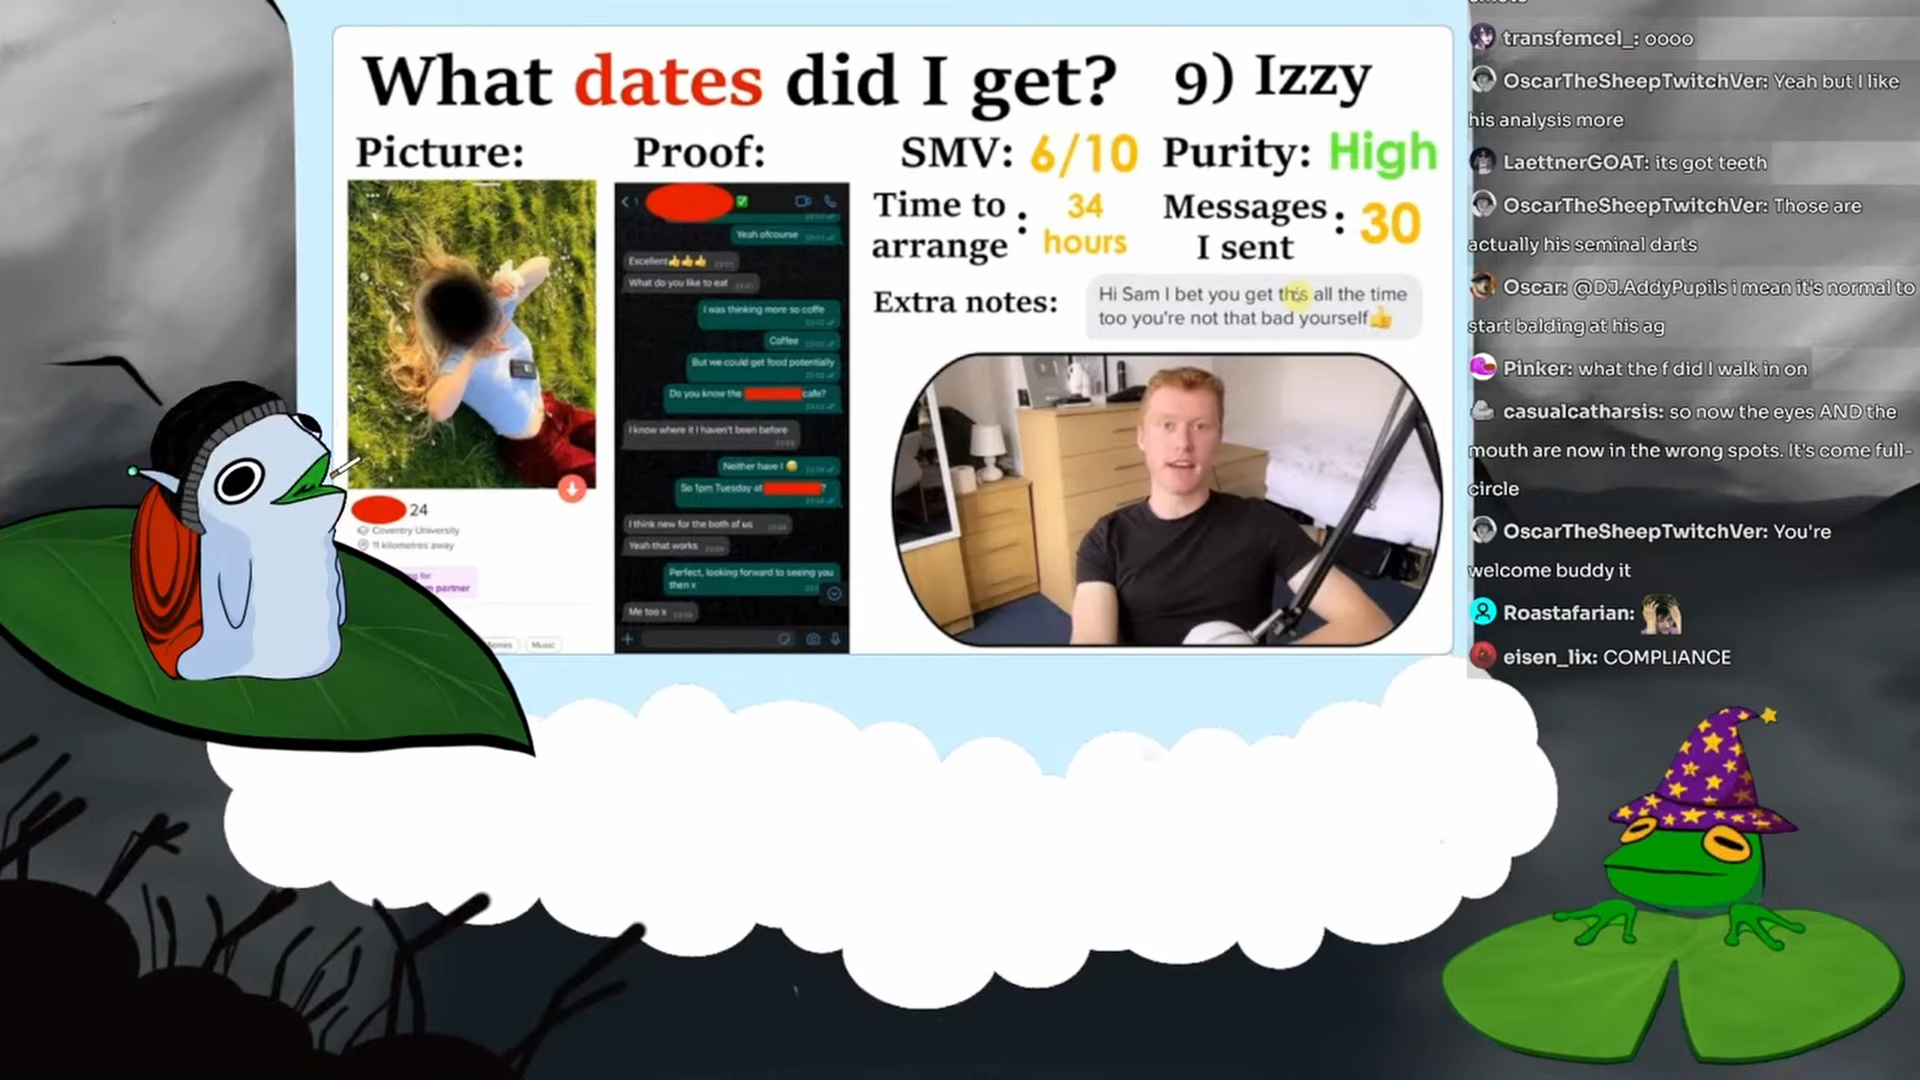 What dates did I get?
9) Izzy
Picture:
Proof:
SMV: 6/10
Purity: High
Time to
arrange
:
34
hours
Messages
I sent
:
30
Extra notes:
Hi Sam I bet you get this all the time
too you're not that bad yourself👍
24
Coventry University
11 kilometres away
ng for
partner
Music
1
Yeah ofcourse
Excellent👍👍👍
What do you like to eat
I was thinking more so coffe
Coffee
But we could get food potentially
Do you know the
cafe?
I know where it I haven't been before
Neither have I
So 1pm Tuesday at
?
I think new for the both of us
Yeah that works
Perfect, looking forward to seeing you
then x
Me too x
transfemcel_: oooo
OscarTheSheepTwitchVer: Yeah but I like
his analysis more
LaettnerGOAT: its got teeth
OscarTheSheepTwitchVer: Those are
actually his seminal darts
Oscar: @DJ.AddyPupils i mean it's normal to
start balding at his ag
Pinker: what the f did I walk in on
casualcatharsis: so now the eyes AND the
mouth are now in the wrong spots. It's come full-
circle
OscarTheSheepTwitchVer: You're
welcome buddy it
Roastafarian:
eisen_lix: COMPLIANCE